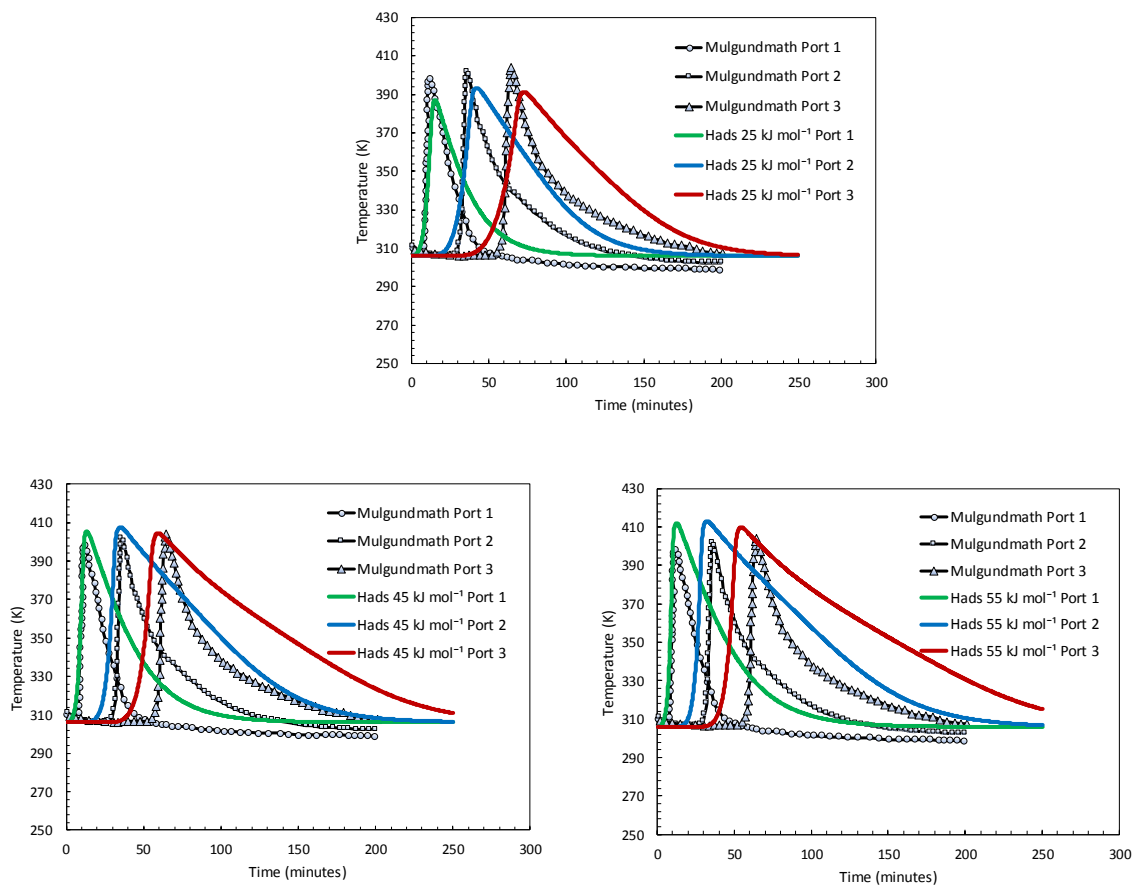 430
410
390
370
350
330
310
290
270
250
Temperature (K)
0
50
100
150
200
250
300
Time (minutes)
Mulgundmath Port 1
Mulgundmath Port 2
Mulgundmath Port 3
Hads 25 kJ mol⁻¹ Port 1
Hads 25 kJ mol⁻¹ Port 2
Hads 25 kJ mol⁻¹ Port 3
430
410
390
370
350
330
310
290
270
250
Temperature (K)
0
50
100
150
200
250
300
Time (minutes)
Mulgundmath Port 1
Mulgundmath Port 2
Mulgundmath Port 3
Hads 45 kJ mol⁻¹ Port 1
Hads 45 kJ mol⁻¹ Port 2
Hads 45 kJ mol⁻¹ Port 3
430
410
390
370
350
330
310
290
270
250
Temperature (K)
0
50
100
150
200
250
300
Time (minutes)
Mulgundmath Port 1
Mulgundmath Port 2
Mulgundmath Port 3
Hads 55 kJ mol⁻¹ Port 1
Hads 55 kJ mol⁻¹ Port 2
Hads 55 kJ mol⁻¹ Port 3